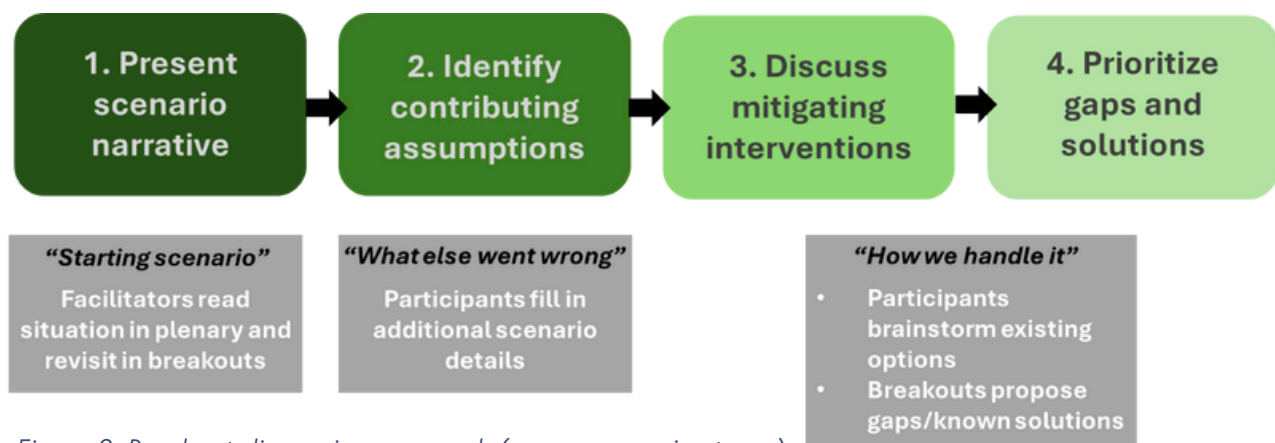 1. Present
scenario
narrative
2. Identify
contributing
assumptions
3. Discuss
mitigating
interventions
4. Prioritize
gaps and
solutions
“Starting scenario”
Facilitators read
situation in plenary and
revisit in breakouts
“What else went wrong”
Participants fill in
additional scenario
details
“How we handle it”
• Participants
brainstorm existing
options
• Breakouts propose
gaps/known solutions